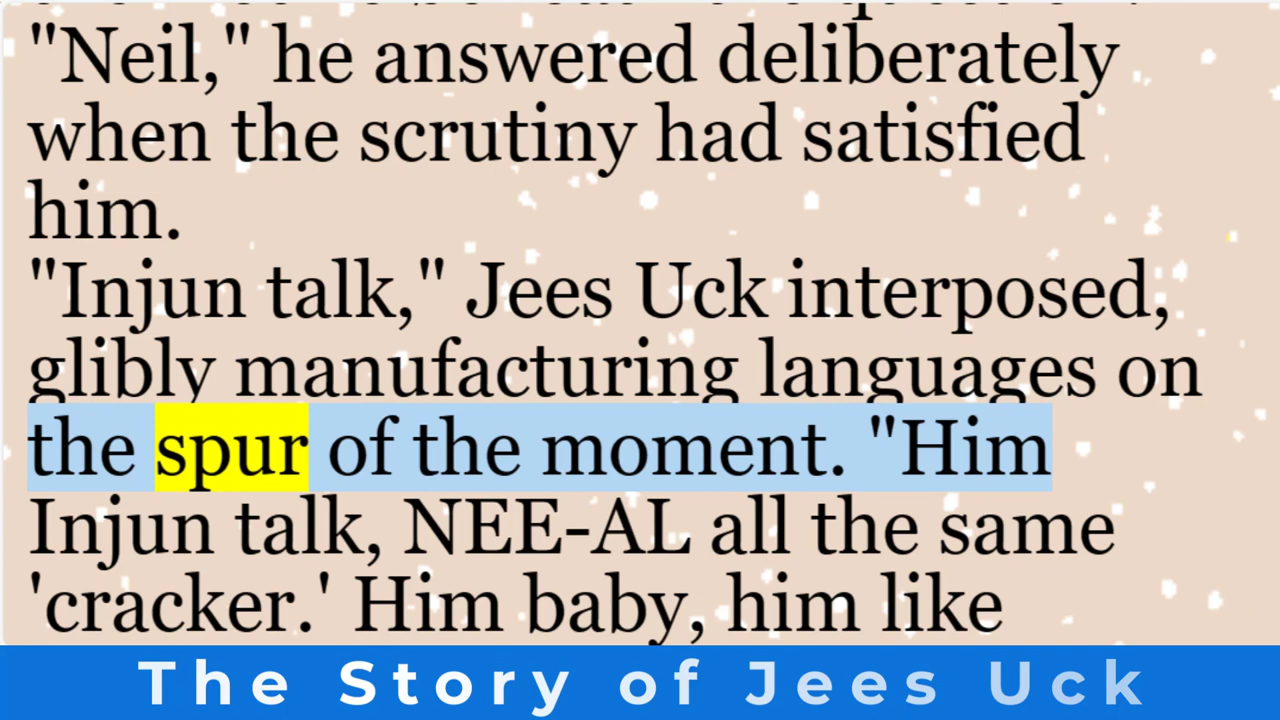 "Neil," he answered deliberately
when the scrutiny had satisfied
him.
"Injun talk," Jees Uck interposed,
glibly manufacturing languages on
the spur of the moment. "Him
Injun talk, NEE-AL all the same
'cracker.' Him baby, him like
The Story of Jees Uck